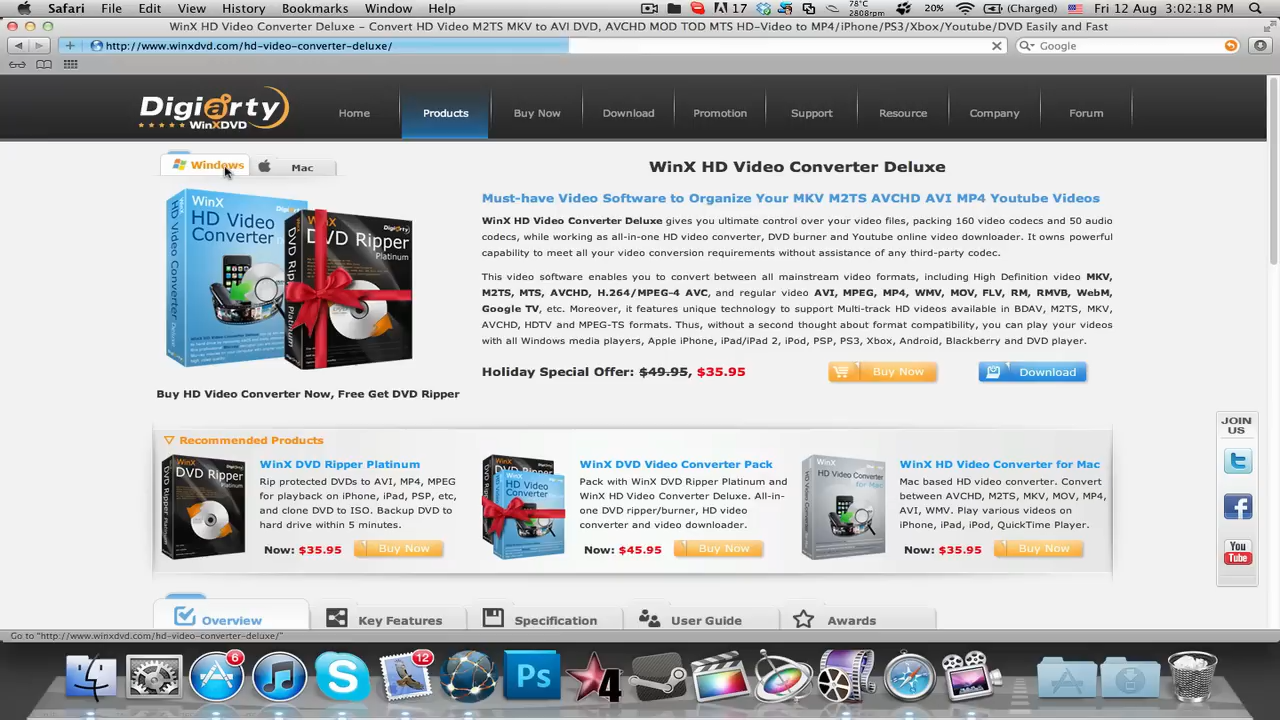 Safari File Edit View History Bookmarks Window Help 17 78°C 2808rpm 20% (Charged) Fri 12 Aug 3:02:18 PM
WinX HD Video Converter Deluxe – Convert HD Video M2TS MKV to AVI DVD, AVCHD MOD TOD MTS HD-Video to MP4/iPhone/PS3/Xbox/Youtube/DVD Easily and Fast
http://www.winxdvd.com/hd-video-converter-deluxe/ Google
Digiarty
WinXDVD
Home Products Buy Now Download Promotion Support Resource Company Forum
Windows Mac
WinX HD Video Converter Deluxe
Must-have Video Software to Organize Your MKV M2TS AVCHD AVI MP4 Youtube Videos
WinX HD Video Converter Deluxe gives you ultimate control over your video files, packing 160 video codecs and 50 audio
codecs, while working as all-in-one HD video converter, DVD burner and Youtube online video downloader. It owns powerful
capability to meet all your video conversion requirements without assistance of any third-party codec.
This video software enables you to convert between all mainstream video formats, including High Definition video MKV,
M2TS, MTS, AVCHD, H.264/MPEG-4 AVC, and regular video AVI, MPEG, MP4, WMV, MOV, FLV, RM, RMVB, WebM,
Google TV, etc. Moreover, it features unique technology to support Multi-track HD videos available in BDAV, M2TS, MKV,
AVCHD, HDTV and MPEG-TS formats. Thus, without a second thought about format compatibility, you can play your videos
with all Windows media players, Apple iPhone, iPad/iPad 2, iPod, PSP, PS3, Xbox, Android, Blackberry and DVD player.
Holiday Special Offer: $49.95, $35.95 Buy Now Download
WinX
HD Video
Converter
WinX
DVD Ripper
Platinum
Buy HD Video Converter Now, Free Get DVD Ripper
JOIN
US
Recommended Products
WinX DVD Ripper Platinum
Rip protected DVDs to AVI, MP4, MPEG
for playback on iPhone, iPad, PSP, etc,
and clone DVD to ISO. Backup DVD to
hard drive within 5 minutes.
Now: $35.95 Buy Now
WinX DVD Video Converter Pack
Pack with WinX DVD Ripper Platinum and
WinX HD Video Converter Deluxe. All-in-
one DVD ripper/burner, HD video
converter and video downloader.
Now: $45.95 Buy Now
WinX HD Video Converter for Mac
Mac based HD video converter. Convert
between AVCHD, M2TS, MKV, MOV, MP4,
AVI, WMV. Play various videos on
iPhone, iPad, iPod, QuickTime Player.
Now: $35.95 Buy Now
You
Tube
Overview Key Features Specification User Guide Awards
Go to "http://www.winxdvd.com/hd-video-converter-deluxe/"
6 12 Ps 4